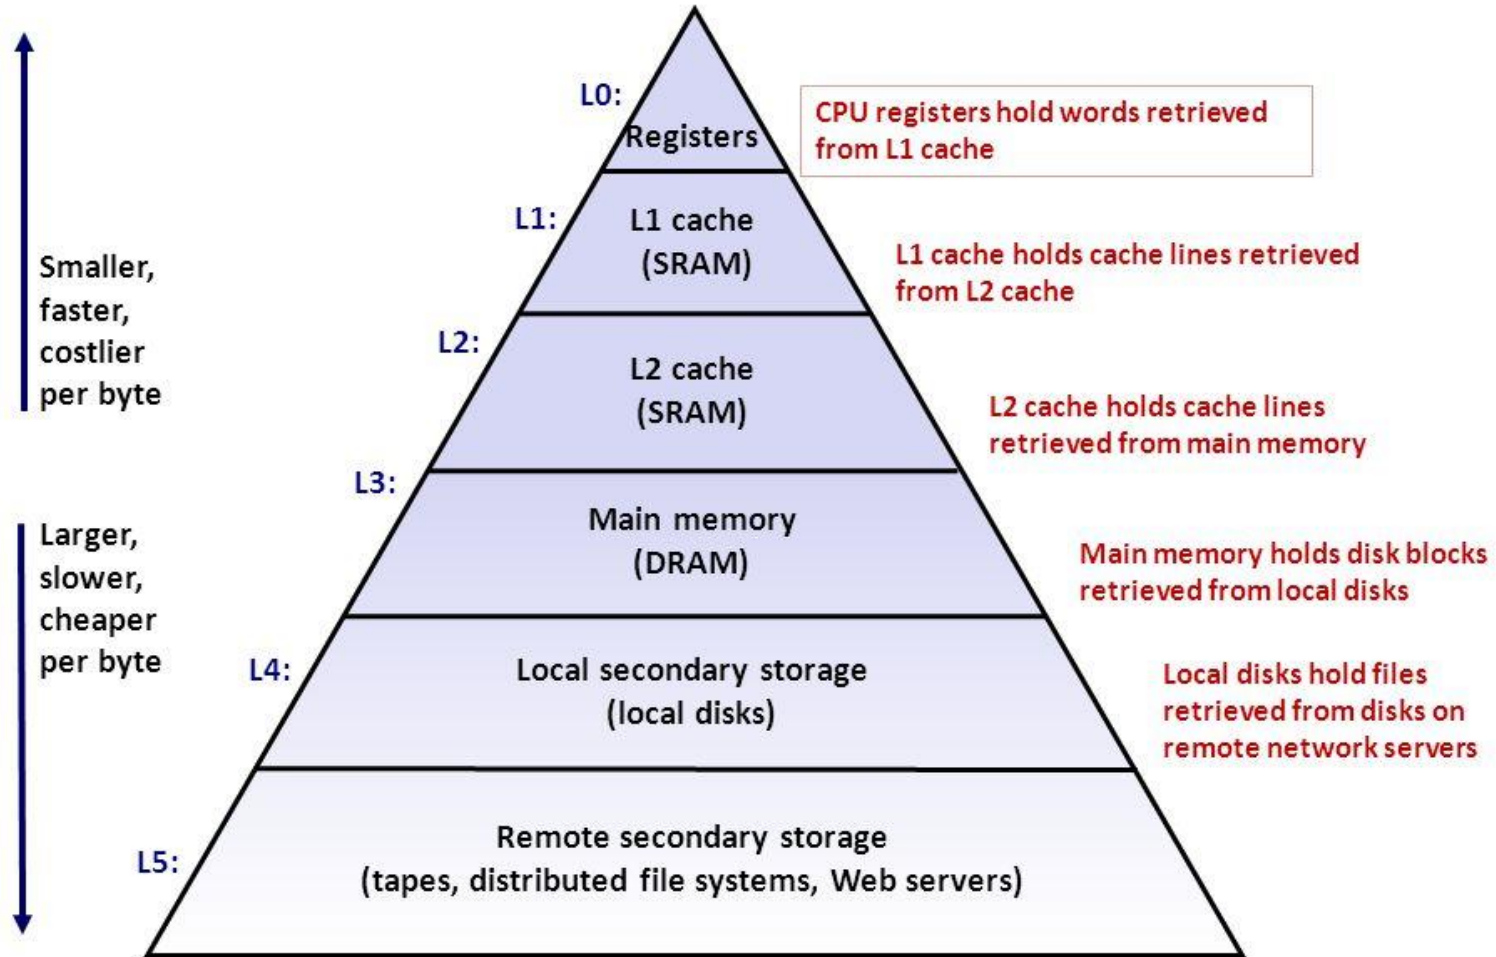 L0:
Registers
CPU registers hold words retrieved
from L1 cache
L1:
L1 cache
(SRAM)
L1 cache holds cache lines retrieved
from L2 cache
Smaller,
faster,
costlier
per byte
L2:
L2 cache
(SRAM)
L2 cache holds cache lines
retrieved from main memory
L3:
Main memory
(DRAM)
Main memory holds disk blocks
retrieved from local disks
Larger,
slower,
cheaper
per byte
L4:
Local secondary storage
(local disks)
Local disks hold files
retrieved from disks on
remote network servers
L5:
Remote secondary storage
(tapes, distributed file systems, Web servers)